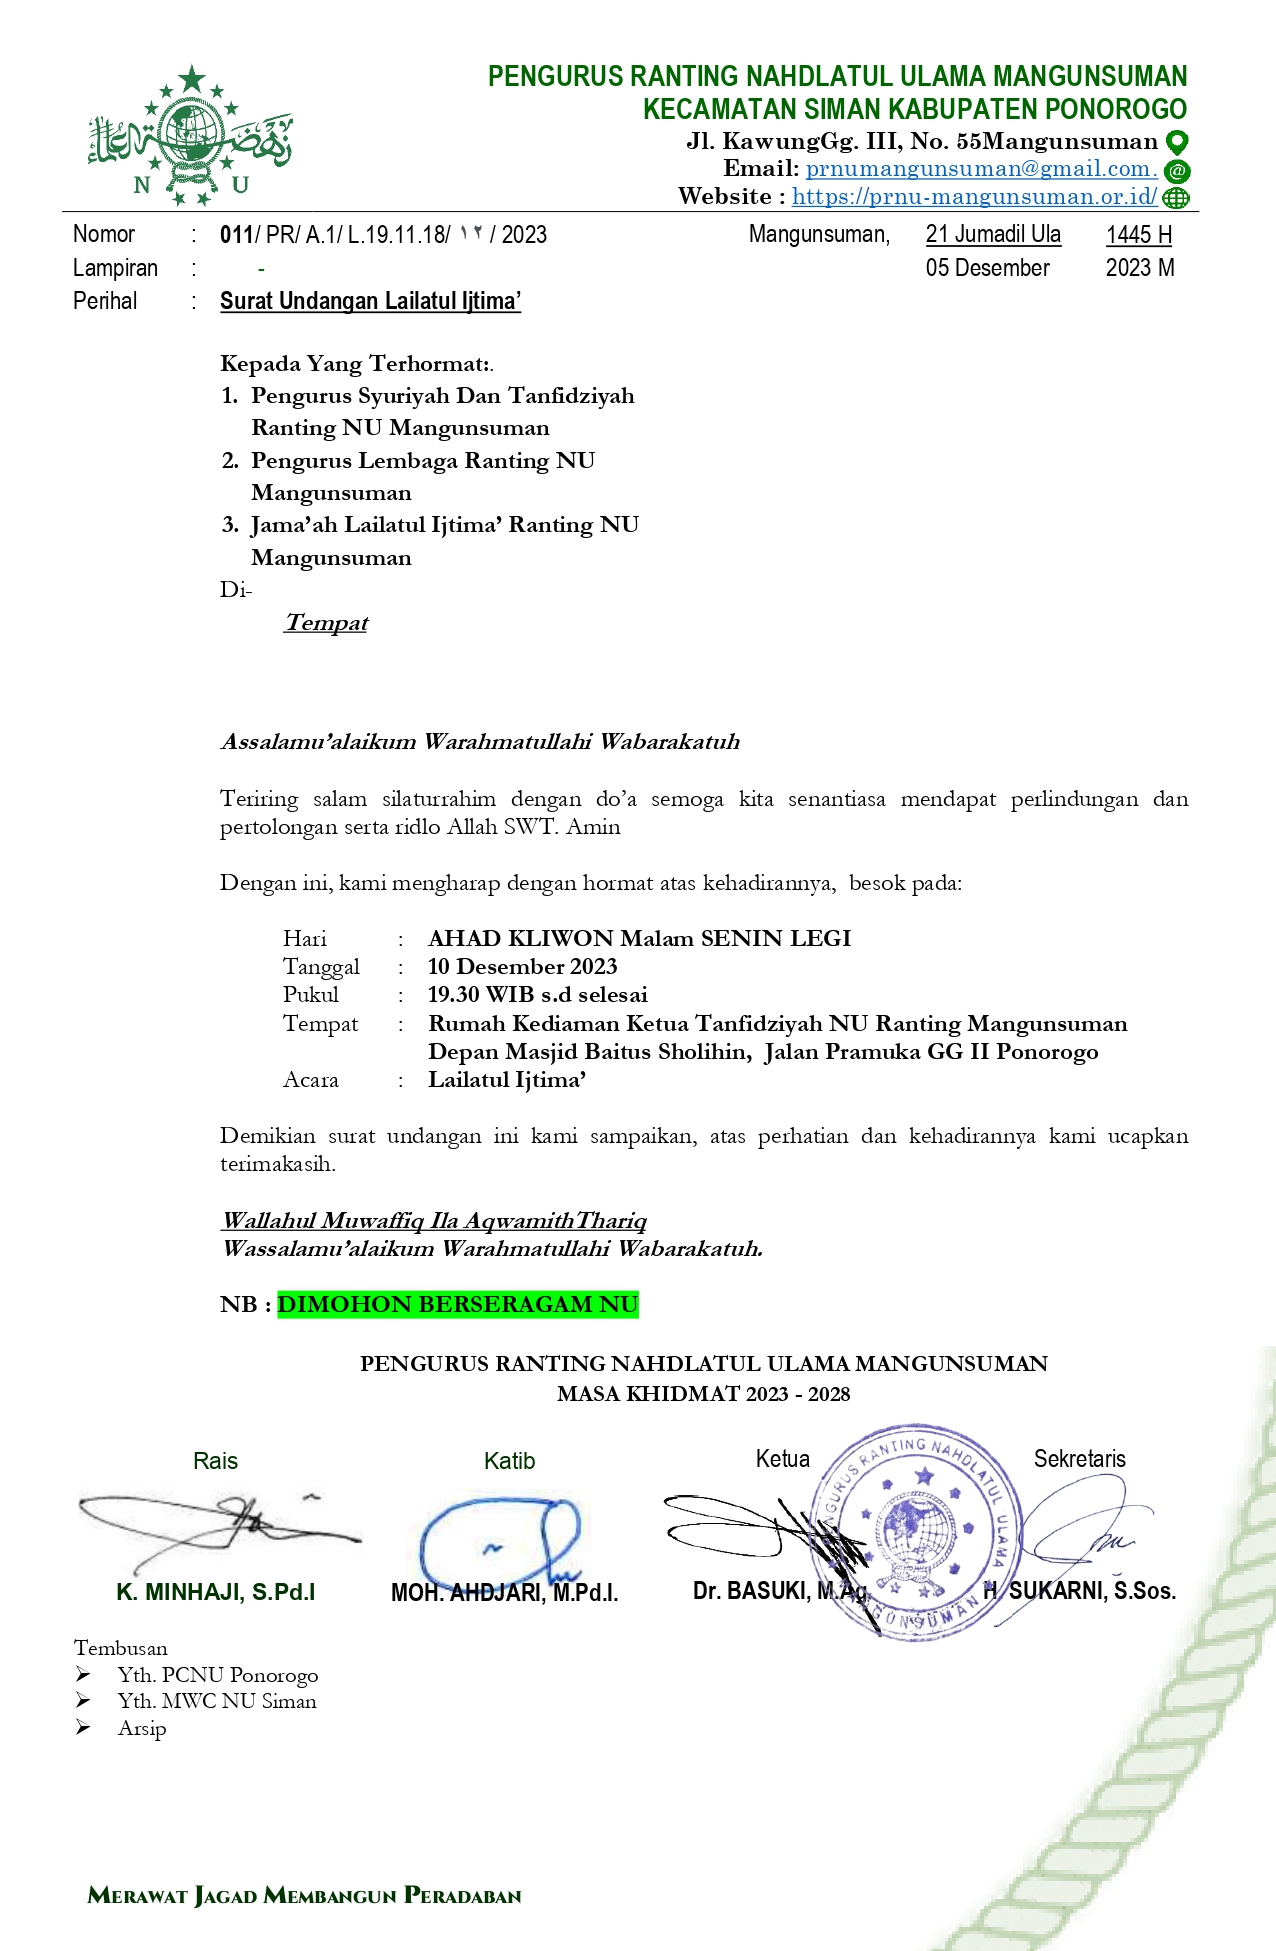 PENGURUS RANTING NAHDLATUL ULAMA MANGUNSUMAN
KECAMATAN SIMAN KABUPATEN PONOROGO
Jl. KawungGg. III, No. 55Mangunsuman
Email: prnumangunsuman@gmail.com.
Website : https://prnu-mangunsuman.or.id/
نهضة العلماء
N U
Nomor : 011/ PR/ A.1/ L.19.11.18/ ١٢ / 2023 Mangunsuman, 21 Jumadil Ula 1445 H
Lampiran : - 05 Desember 2023 M
Perihal : Surat Undangan Lailatul Ijtima’
Kepada Yang Terhormat:.
1. Pengurus Syuriyah Dan Tanfidziyah
Ranting NU Mangunsuman
2. Pengurus Lembaga Ranting NU
Mangunsuman
3. Jama’ah Lailatul Ijtima’ Ranting NU
Mangunsuman
Di-
Tempat
Assalamu’alaikum Warahmatullahi Wabarakatuh
Teriring salam silaturrahim dengan do’a semoga kita senantiasa mendapat perlindungan dan
pertolongan serta ridlo Allah SWT. Amin
Dengan ini, kami mengharap dengan hormat atas kehadirannya, besok pada:
Hari : AHAD KLIWON Malam SENIN LEGI
Tanggal : 10 Desember 2023
Pukul : 19.30 WIB s.d selesai
Tempat : Rumah Kediaman Ketua Tanfidziyah NU Ranting Mangunsuman
Depan Masjid Baitus Sholihin, Jalan Pramuka GG II Ponorogo
Acara : Lailatul Ijtima’
Demikian surat undangan ini kami sampaikan, atas perhatian dan kehadirannya kami ucapkan
terimakasih.
Wallahul Muwaffiq Ila AqwamithThariq
Wassalamu’alaikum Warahmatullahi Wabarakatuh.
NB : DIMOHON BERSERAGAM NU
PENGURUS RANTING NAHDLATUL ULAMA MANGUNSUMAN
MASA KHIDMAT 2023 - 2028
Rais Katib Ketua Sekretaris
PENGURUS RANTING NAHDLATUL ULAMA
MANGUNSUMAN
K. MINHAJI, S.Pd.I MOH. AHDJARI, M.Pd.I. Dr. BASUKI, M.Ag. H. SUKARNI, S.Sos.
Tembusan
➢ Yth. PCNU Ponorogo
➢ Yth. MWC NU Siman
➢ Arsip
MERAWAT JAGAD MEMBANGUN PERADABAN